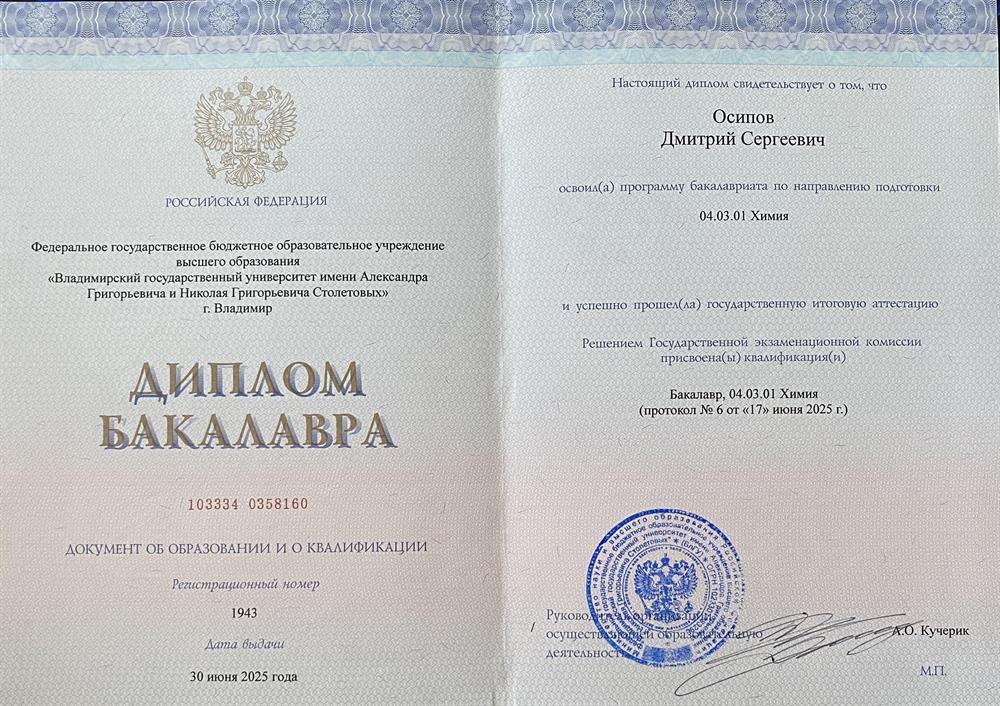 РОССИЙСКАЯ ФЕДЕРАЦИЯ
Федеральное государственное бюджетное образовательное учреждение
высшего образования
«Владимирский государственный университет имени Александра
Григорьевича и Николая Григорьевича Столетовых»
г. Владимир
ДИПЛОМ
БАКАЛАВРА
103334 0358160
ДОКУМЕНТ ОБ ОБРАЗОВАНИИ И О КВАЛИФИКАЦИИ
Регистрационный номер
1943
Дата выдачи
30 июня 2025 года
Настоящий диплом свидетельствует о том, что
Осипов
Дмитрий Сергеевич
освоил(а) программу бакалавриата по направлению подготовки
04.03.01 Химия
и успешно прошел(ла) государственную итоговую аттестацию
Решением Государственной экзаменационной комиссии
присвоена(ы) квалификация(и)
Бакалавр, 04.03.01 Химия
(протокол № 6 от «17» июня 2025 г.)
/ Руководитель организации,
осуществляющей образовательную
деятельность
А.О. Кучерик
М.П.